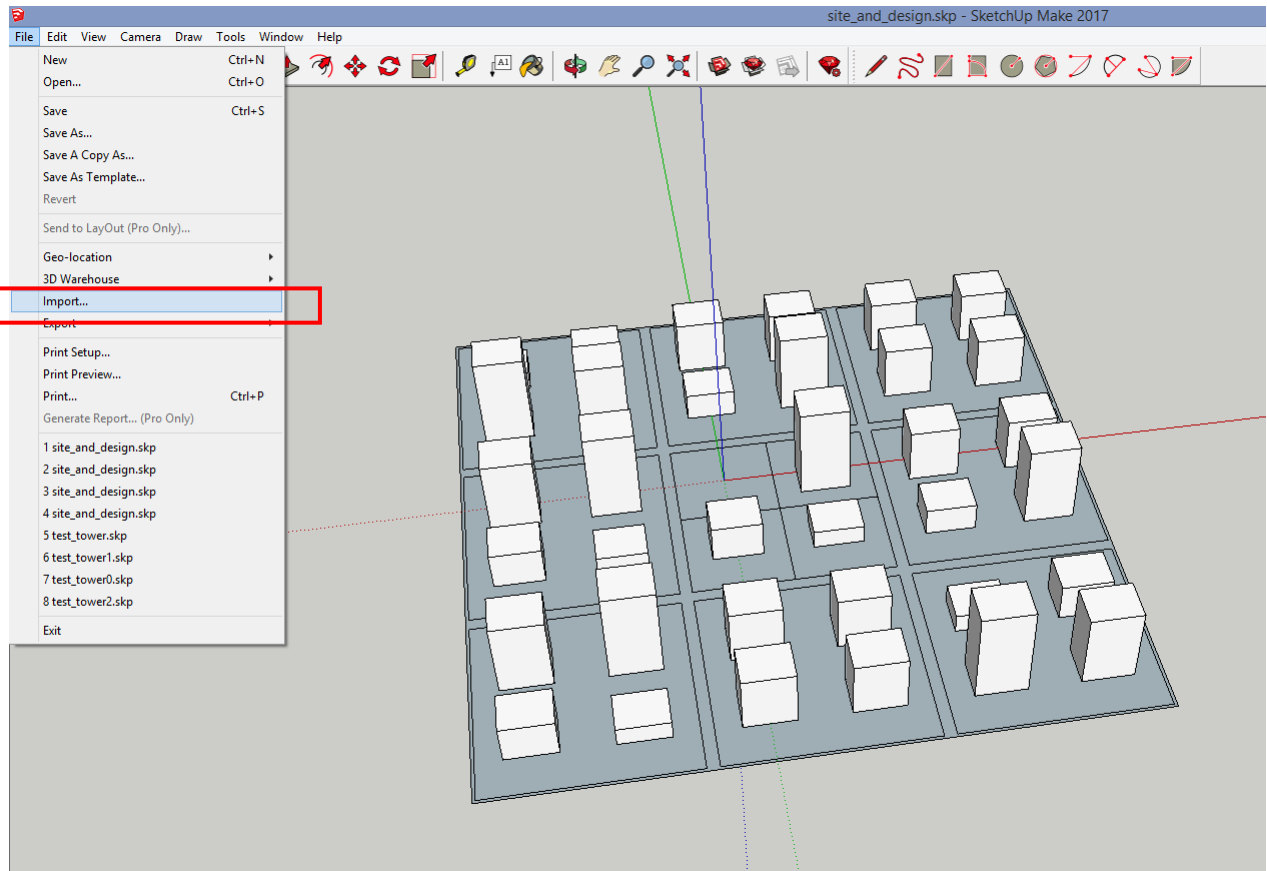 site_and_design.skp - SketchUp Make 2017
File Edit View Camera Draw Tools Window Help
New Ctrl+N
Open... Ctrl+O
Save Ctrl+S
Save As...
Save A Copy As...
Save As Template...
Revert
Send to LayOut (Pro Only)...
Geo-location
3D Warehouse
Import...
Export
Print Setup...
Print Preview...
Print... Ctrl+P
Generate Report... (Pro Only)
1 site_and_design.skp
2 site_and_design.skp
3 site_and_design.skp
4 site_and_design.skp
5 test_tower.skp
6 test_tower1.skp
7 test_tower0.skp
8 test_tower2.skp
Exit
A1